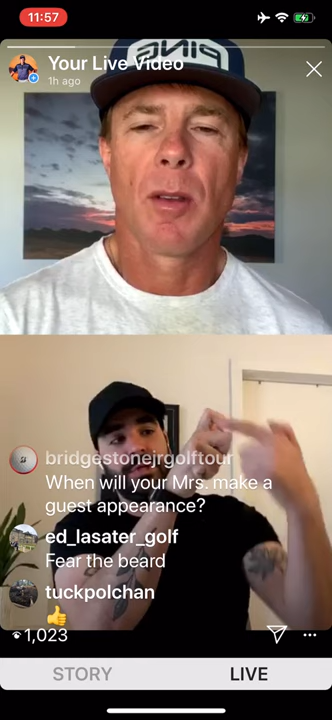 11:57
PING
Your Live Video
1h ago
bridgestonejrgolftour
When will your Mrs. make a
guest appearance?
ed_lasater_golf
Fear the beard
tuckpolchan
👍
1,023
STORY
LIVE